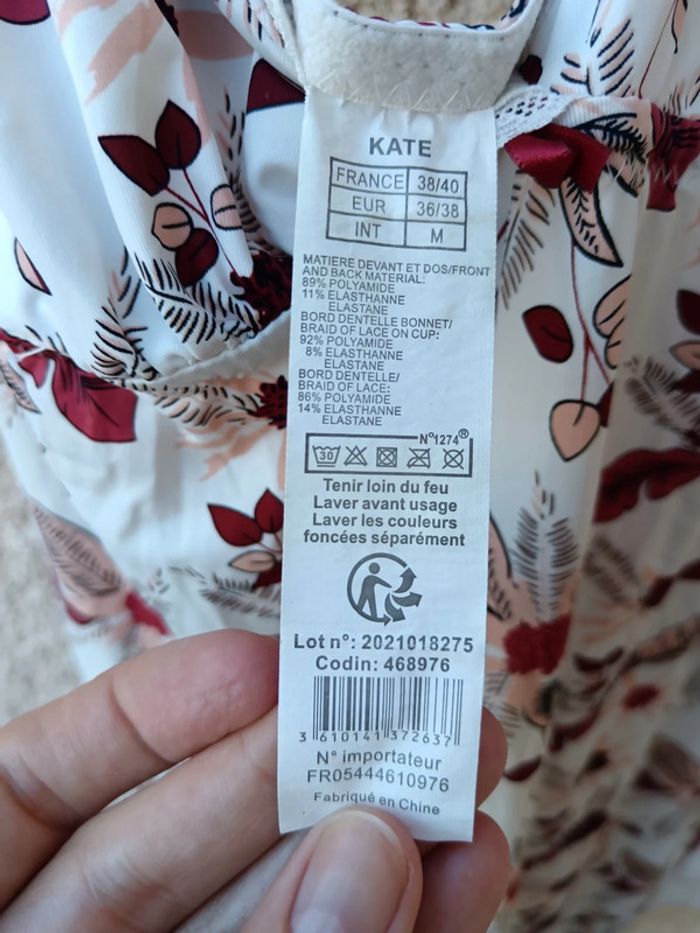 KATE
FRANCE 38/40
EUR 36/38
INT M
MATIERE DEVANT ET DOS/FRONT
AND BACK MATERIAL:
89% POLYAMIDE
11% ELASTHANNE
ELASTANE
BORD DENTELLE BONNET/
BRAID OF LACE ON CUP:
92% POLYAMIDE
8% ELASTHANNE
ELASTANE
BORD DENTELLE/
BRAID OF LACE:
86% POLYAMIDE
14% ELASTHANNE
ELASTANE
N°1274®
30
Tenir loin du feu
Laver avant usage
Laver les couleurs
foncées séparément
Lot n°: 2021018275
Codin: 468976
3 610141 372637
N° importateur
FR05444610976
Fabriqué en Chine